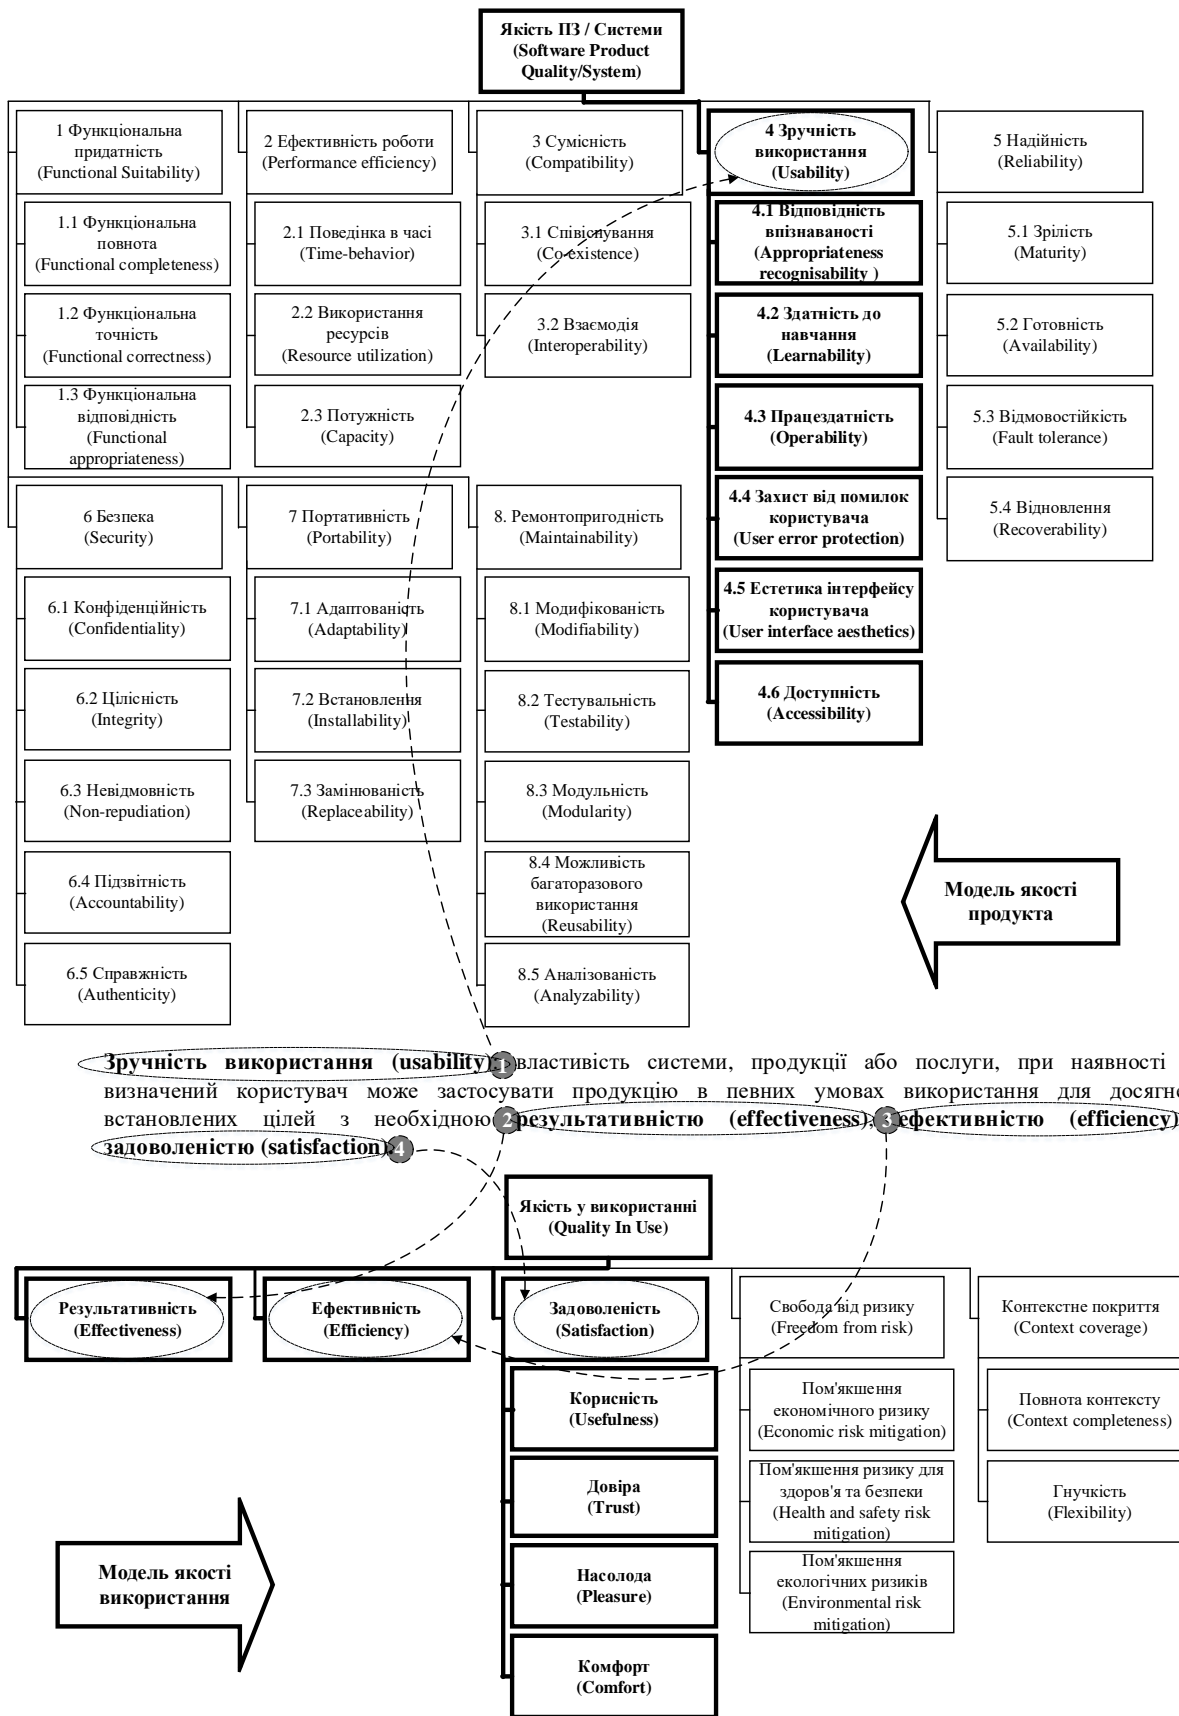 Якість ПЗ / Системи
(Software Product
Quality/System)
1 Функціональна
придатність
(Functional Suitability)
2 Ефективність роботи
(Performance efficiency)
3 Сумісність
(Compatibility)
4 Зручність
використання
(Usability)
5 Надійність
(Reliability)
1.1 Функціональна
повнота
(Functional completeness)
1.2 Функціональна
точність
(Functional correctness)
1.3 Функціональна
відповідність
(Functional
appropriateness)
2.1 Поведінка в часі
(Time-behavior)
2.2 Використання
ресурсів
(Resource utilization)
2.3 Потужність
(Capacity)
3.1 Співіснування
(Co-existence)
3.2 Взаємодія
(Interoperability)
4.1 Відповідність
впізнаваності
(Appropriateness
recognisability )
4.2 Здатність до
навчання
(Learnability)
4.3 Працездатність
(Operability)
4.4 Захист від помилок
користувача
(User error protection)
4.5 Естетика інтерфейсу
користувача
(User interface aesthetics)
4.6 Доступність
(Accessibility)
5.1 Зрілість
(Maturity)
5.2 Готовність
(Availability)
5.3 Відмовостійкість
(Fault tolerance)
5.4 Відновлення
(Recoverability)
6 Безпека
(Security)
7 Портативність
(Portability)
8. Ремонтопригодність
(Maintainability)
6.1 Конфіденційність
(Confidentiality)
6.2 Цілісність
(Integrity)
6.3 Невідмовність
(Non-repudiation)
6.4 Підзвітність
(Accountability)
6.5 Справжність
(Authenticity)
7.1 Адаптованість
(Adaptability)
7.2 Встановлення
(Installability)
7.3 Замінюваність
(Replaceability)
8.1 Модифікованість
(Modifiability)
8.2 Тестувальність
(Testability)
8.3 Модульність
(Modularity)
8.4 Можливість
багаторазового
використання
(Reusability)
8.5 Аналізованість
(Analyzability)
Модель якості
продукта
Зручність використання (usability) 1 властивість системи, продукції або послуги, при наявності
визначений користувач може застосувати продукцію в певних умовах використання для досягн
встановлених цілей з необхідною 2 результативністю (effectiveness), 3 ефективністю (efficiency)
задоволеністю (satisfaction). 4
Якість у використанні
(Quality In Use)
Результативність
(Effectiveness)
Ефективність
(Efficiency)
Задоволеність
(Satisfaction)
Свобода від ризику
(Freedom from risk)
Контекстне покриття
(Context coverage)
Корисність
(Usefulness)
Довіра
(Trust)
Насолода
(Pleasure)
Комфорт
(Comfort)
Пом'якшення
економічного ризику
(Economic risk mitigation)
Пом'якшення ризику для
здоров'я та безпеки
(Health and safety risk
mitigation)
Пом'якшення
екологічних ризиків
(Environmental risk
mitigation)
Повнота контексту
(Context completeness)
Гнучкість
(Flexibility)
Модель якості
використання